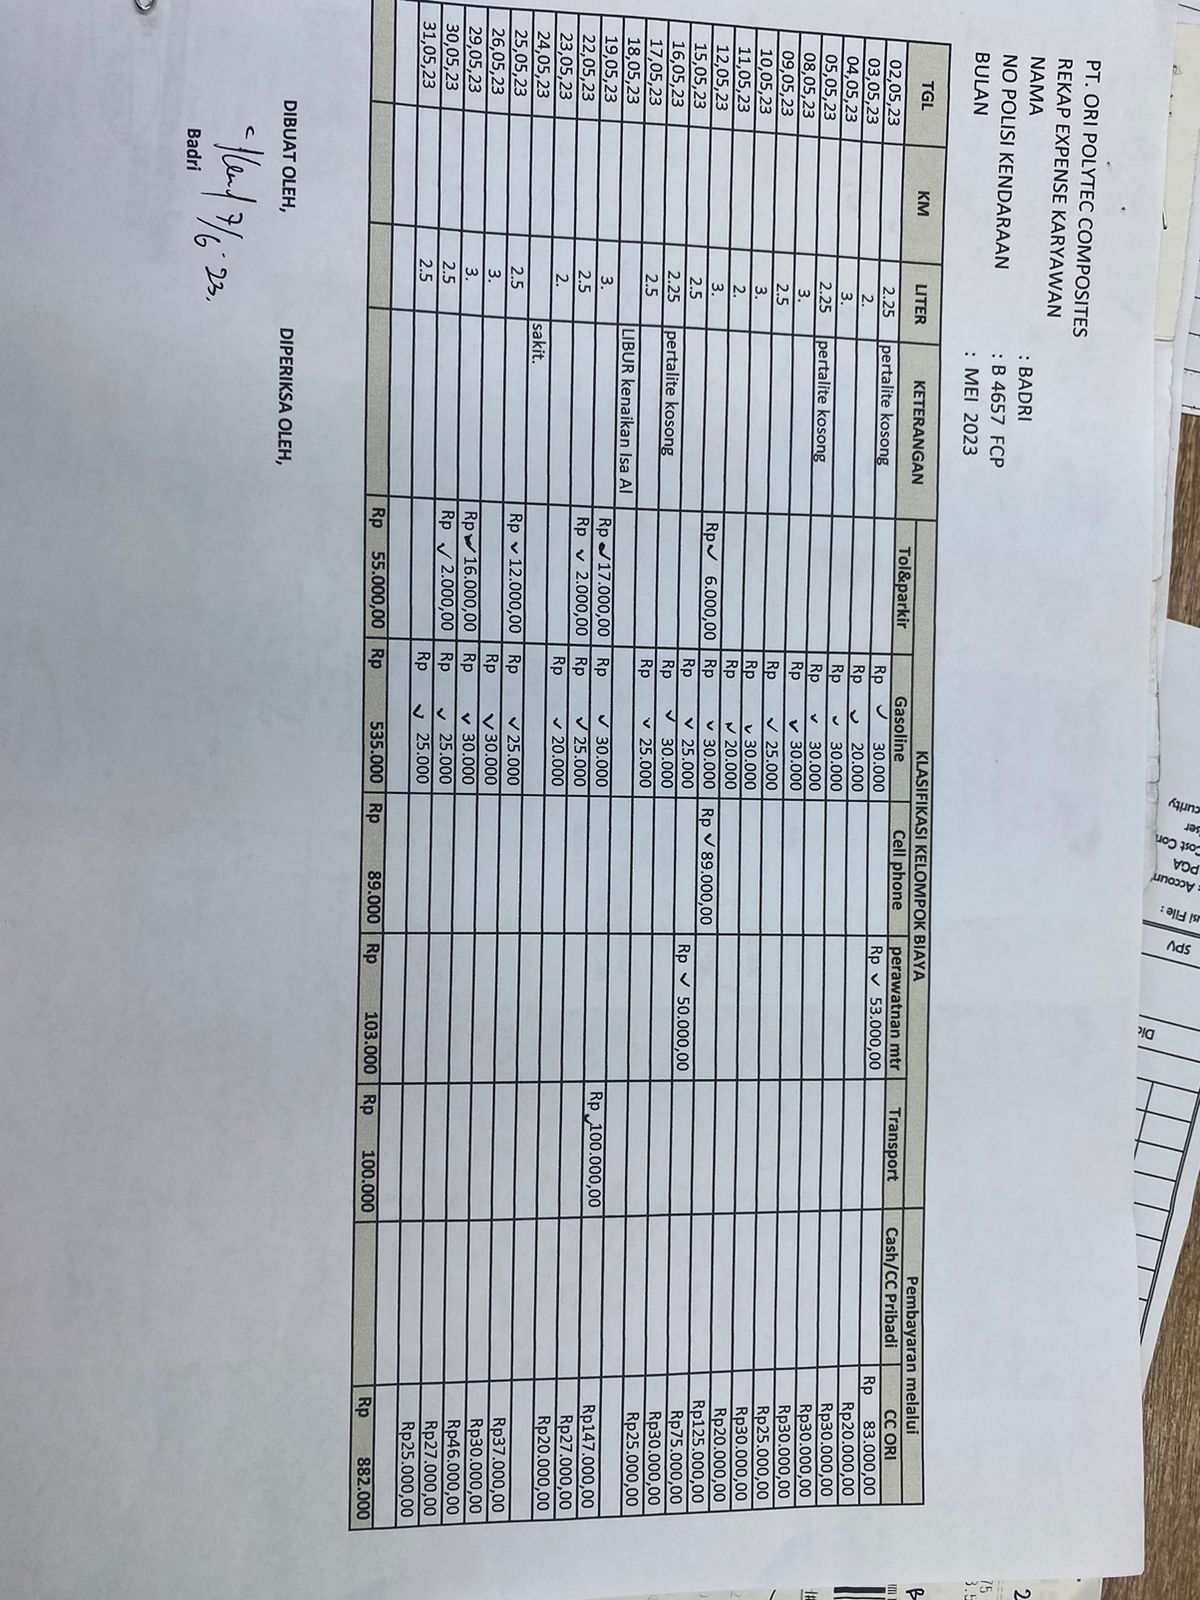 PT. ORI POLYTEC COMPOSITES
REKAP EXPENSE KARYAWAN
NAMA : BADRI
NO POLISI KENDARAAN : B 4657 FCP
BULAN : MEI 2023
KLASIFIKASI KELOMPOK BIAYA Pembayaran melalui
TGL KM LITER KETERANGAN Tol&parkir Gasoline Cell phone perawatnan mtr Transport Cash/CC Pribadi CC ORI
02,05,23 2.25 pertalite kosong Rp 30.000 Rp 53.000,00 Rp 83.000,00
03,05,23 2. Rp 20.000 Rp20.000,00
04,05,23 3. Rp 30.000 Rp30.000,00
05,05,23 2.25 pertalite kosong Rp 30.000 Rp30.000,00
08,05,23 3. Rp 30.000 Rp30.000,00
09,05,23 2.5 Rp 25.000 Rp25.000,00
10,05,23 3. Rp 30.000 Rp30.000,00
11,05,23 2. Rp 20.000 Rp20.000,00
12,05,23 3. Rp 6.000,00 Rp 30.000 Rp 89.000,00 Rp125.000,00
15,05,23 2.5 Rp 25.000 Rp 50.000,00 Rp75.000,00
16,05,23 2.25 pertalite kosong Rp 30.000 Rp30.000,00
17,05,23 2.5 Rp 25.000 Rp25.000,00
18,05,23 LIBUR kenaikan Isa Al
19,05,23 3. Rp 17.000,00 Rp 30.000 Rp 100.000,00 Rp147.000,00
22,05,23 2.5 Rp 2.000,00 Rp 25.000 Rp27.000,00
23,05,23 2. Rp 20.000 Rp20.000,00
24,05,23 sakit.
25,05,23 2.5 Rp 12.000,00 Rp 25.000 Rp37.000,00
26,05,23 3. Rp 30.000 Rp30.000,00
29,05,23 3. Rp 16.000,00 Rp 30.000 Rp46.000,00
30,05,23 2.5 Rp 2.000,00 Rp 25.000 Rp27.000,00
31,05,23 2.5 Rp 25.000 Rp25.000,00
Rp 55.000,00 Rp 535.000 Rp 89.000 Rp 103.000 Rp 100.000 Rp 882.000
DIBUAT OLEH, DIPERIKSA OLEH,
7/6-23,
Badri
SPV
usi File :